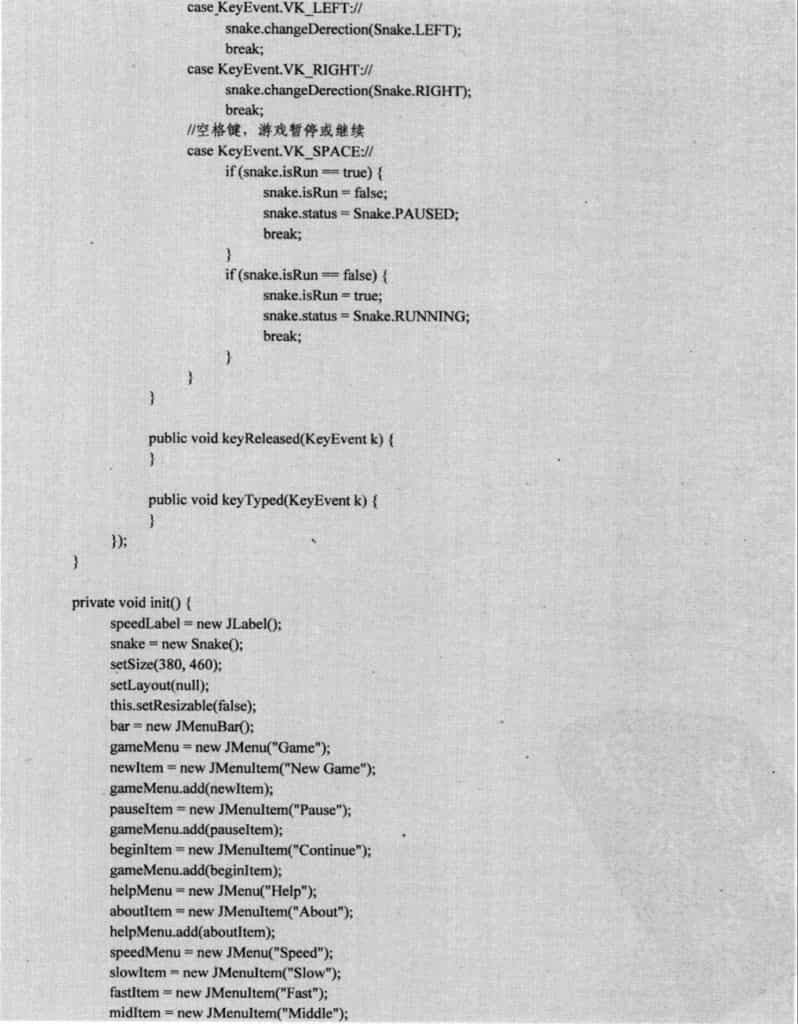 case KeyEvent.VK_LEFT://
snake.changeDerection(Snake.LEFT);
break;
case KeyEvent.VK_RIGHT://
snake.changeDerection(Snake.RIGHT);
break;
//空格键，游戏暂停或继续
case KeyEvent.VK_SPACE://
if (snake.isRun == true) {
snake.isRun = false;
snake.status = Snake.PAUSED;
break;
}
if (snake.isRun == false) {
snake.isRun = true;
snake.status = Snake.RUNNING;
break;
}
}
}
public void keyReleased(KeyEvent k) {
}
public void keyTyped(KeyEvent k) {
}
});
}
private void init() {
speedLabel = new JLabel();
snake = new Snake();
setSize(380, 460);
setLayout(null);
this.setResizable(false);
bar = new JMenuBar();
gameMenu = new JMenu("Game");
newItem = new JMenuItem("New Game");
gameMenu.add(newItem);
pauseItem = new JMenuItem("Pause");
gameMenu.add(pauseItem);
beginItem = new JMenuItem("Continue");
gameMenu.add(beginItem);
helpMenu = new JMenu("Help");
aboutItem = new JMenuItem("About");
helpMenu.add(aboutItem);
speedMenu = new JMenu("Speed");
slowItem = new JMenuItem("Slow");
fastItem = new JMenuItem("Fast");
midItem = new JMenuItem("Middle");